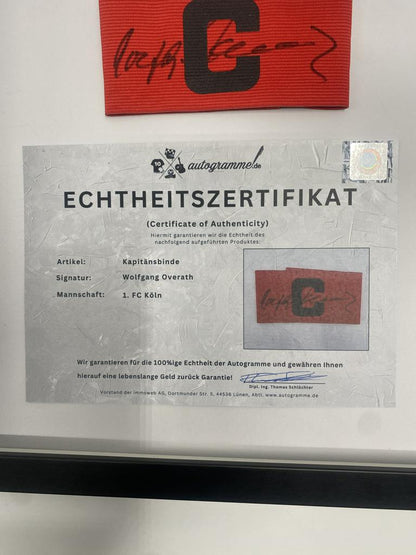 C
autogramme.de
ECHTHEITSZERTIFIKAT
(Certificate of Authenticity)
Hiermit garantieren wir die Echtheit des
nachfolgend aufgeführten Produktes:
Artikel: Kapitänsbinde
Signatur: Wolfgang Overath
Mannschaft: 1. FC Köln
C
Wir garantieren für die 100%ige Echtheit der Autogramme und gewähren Ihnen
hierauf eine lebenslange Geld zurück Garantie!
Dipl. Ing. Thomas Schlächter
Vorstand der Immoweb AG, Dortmunder Str. 5, 44536 Lünen, Abtl. www.autogramme.de